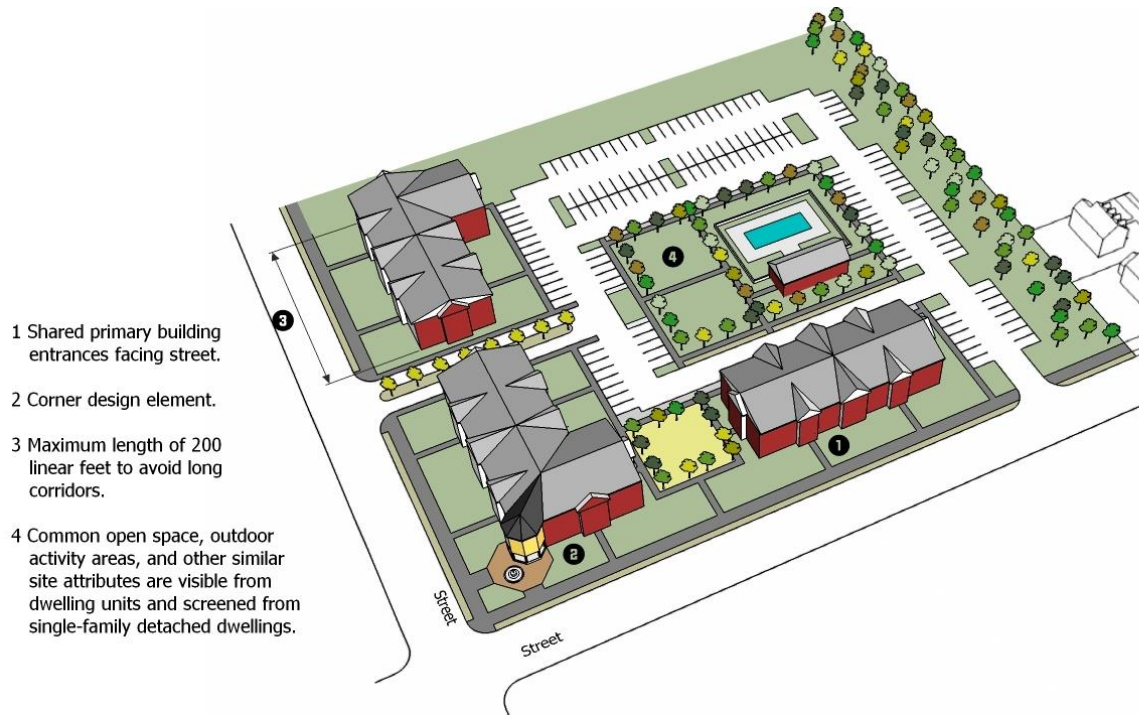 1 Shared primary building
entrances facing street.
2 Corner design element.
3 Maximum length of 200
linear feet to avoid long
corridors.
4 Common open space, outdoor
activity areas, and other similar
site attributes are visible from
dwelling units and screened from
single-family detached dwellings.
4
3
1
2
Street
Street